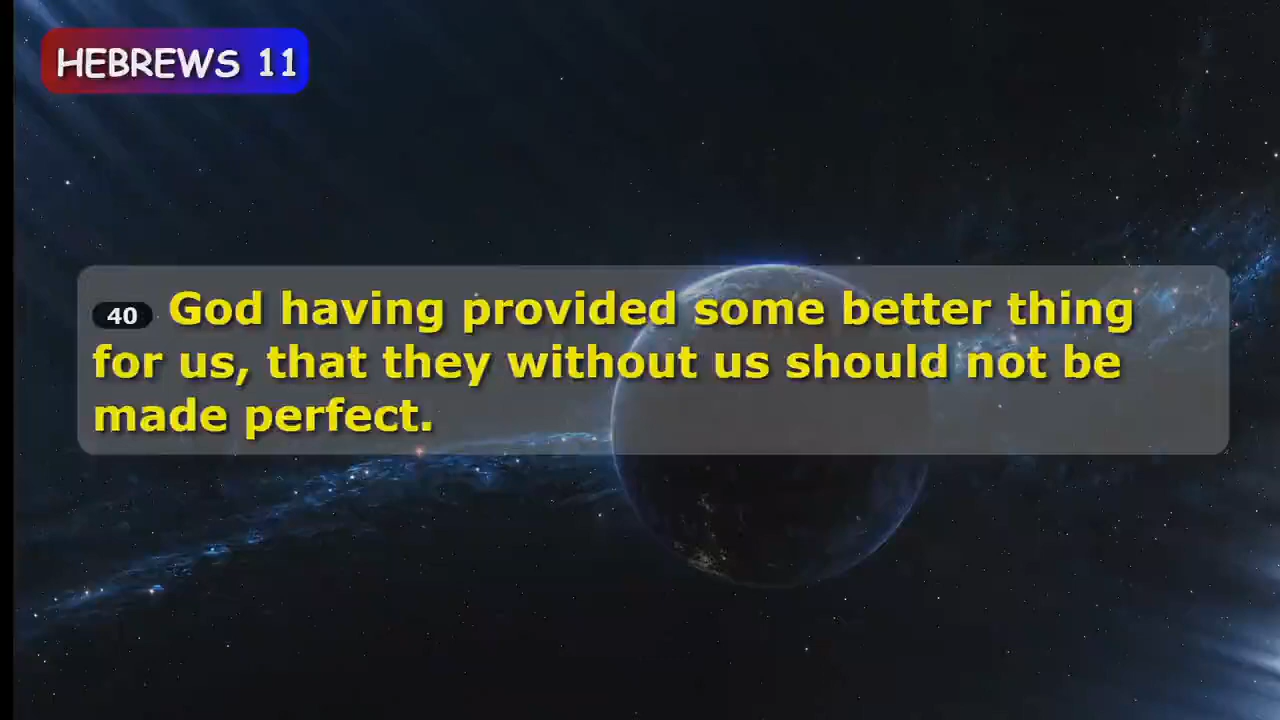 HEBREWS 11
40 God having provided some better thing
for us, that they without us should not be
made perfect.